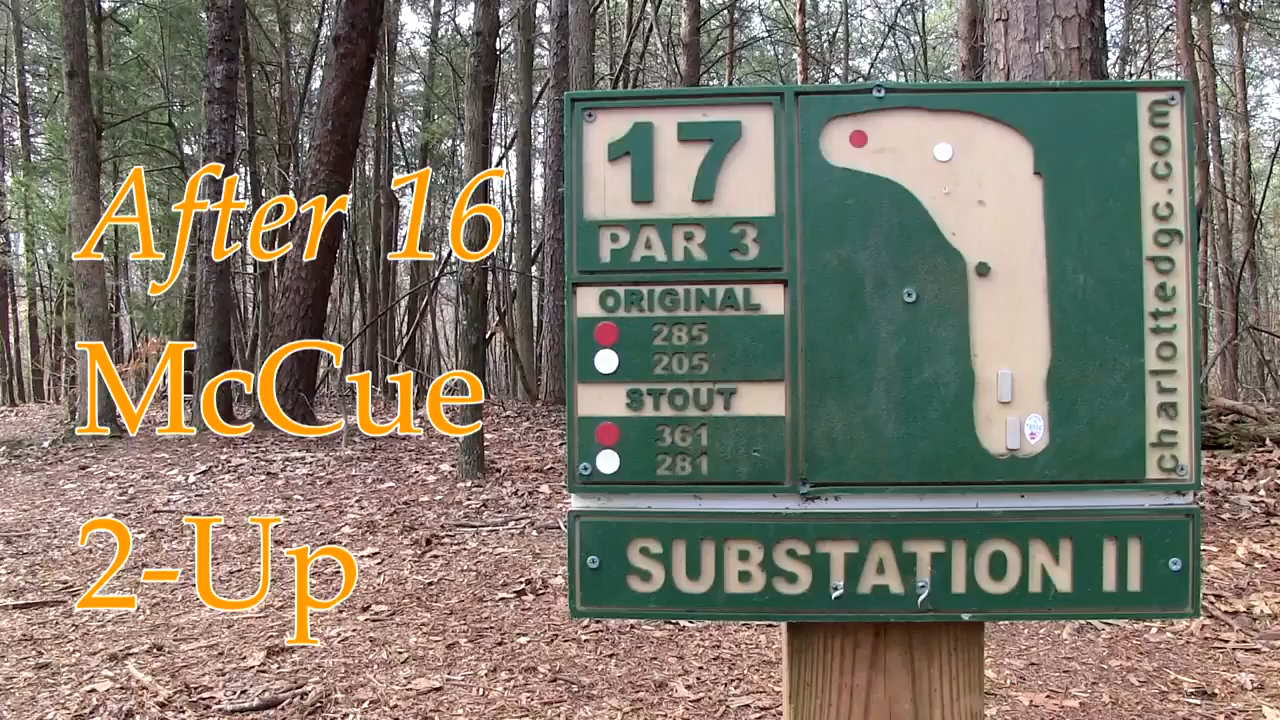 After 16
McCue
2-Up
17
PAR 3
ORIGINAL
285
205
STOUT
361
281
charlottedgc.com
SUBSTATION II